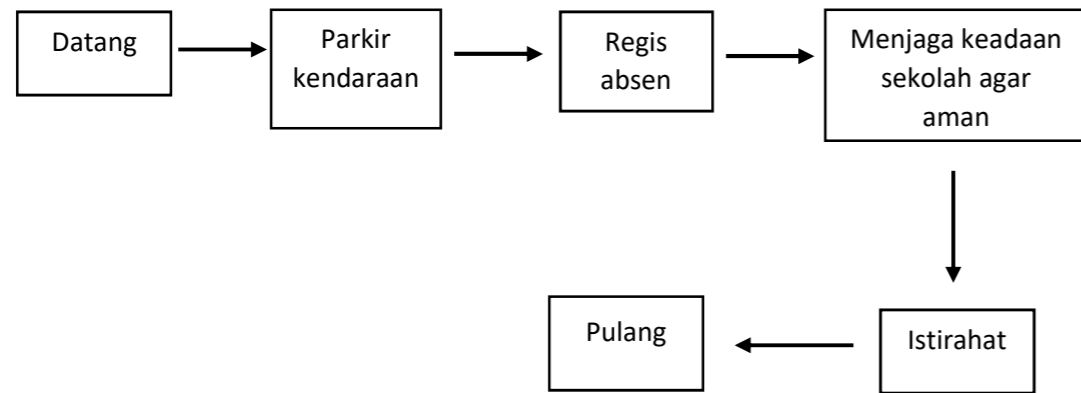 Datang
Parkir
kendaraan
Regis
absen
Menjaga keadaan
sekolah agar
aman
Istirahat
Pulang